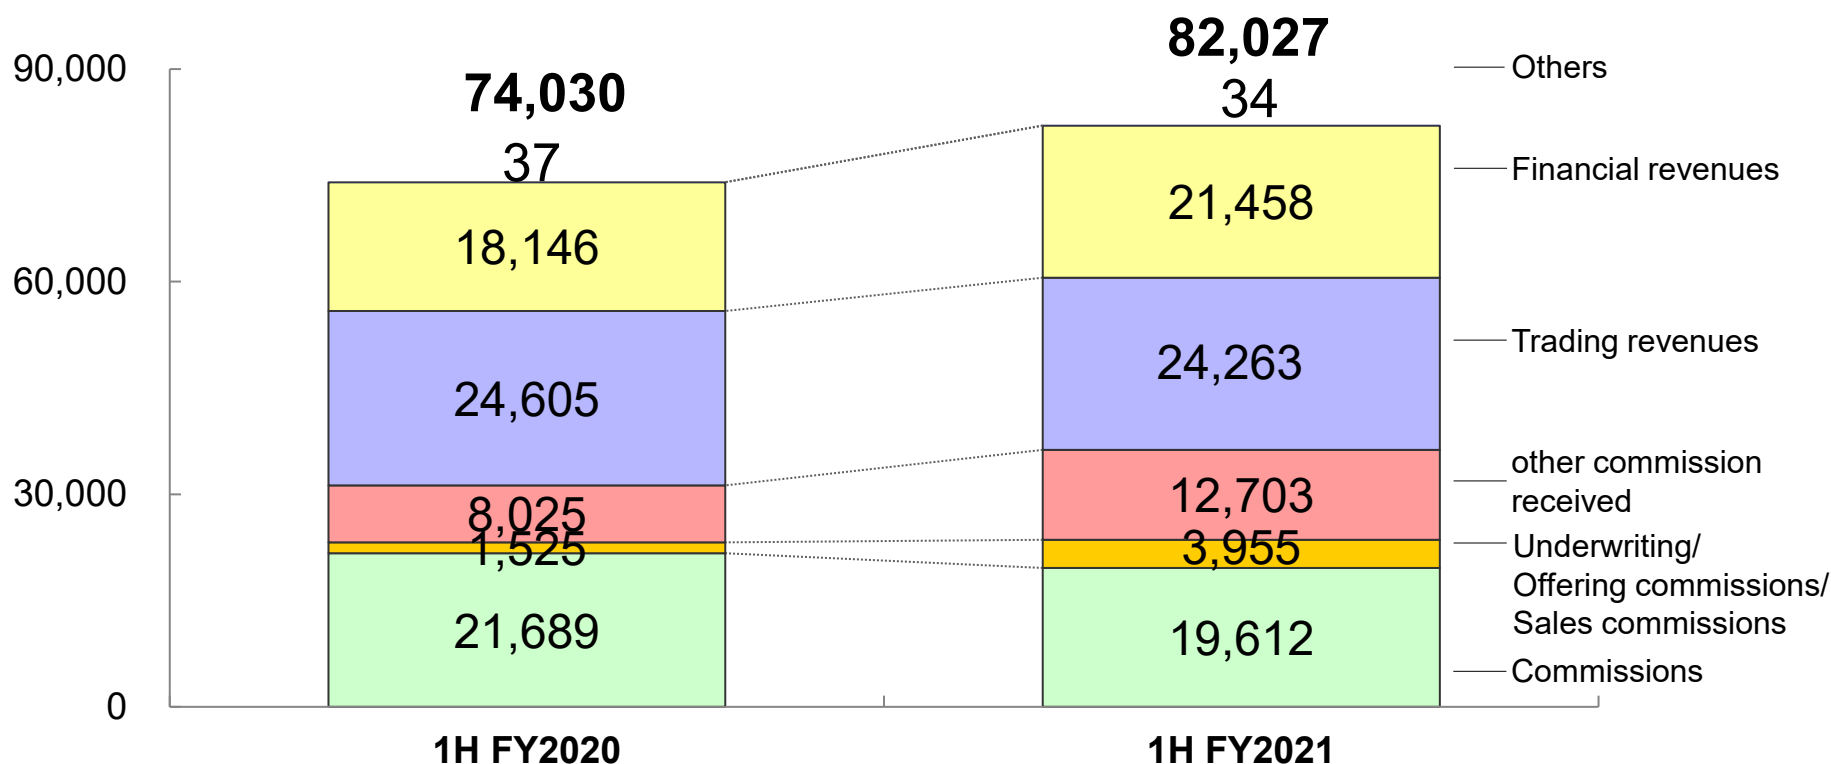 90,000
60,000
30,000
0
74,030
37
18,146
24,605
8,025
1,525
21,689
1H FY2020
82,027
34
21,458
24,263
12,703
3,955
19,612
1H FY2021
Others
Financial revenues
Trading revenues
other commission
received
Underwriting/
Offering commissions/
Sales commissions
Commissions